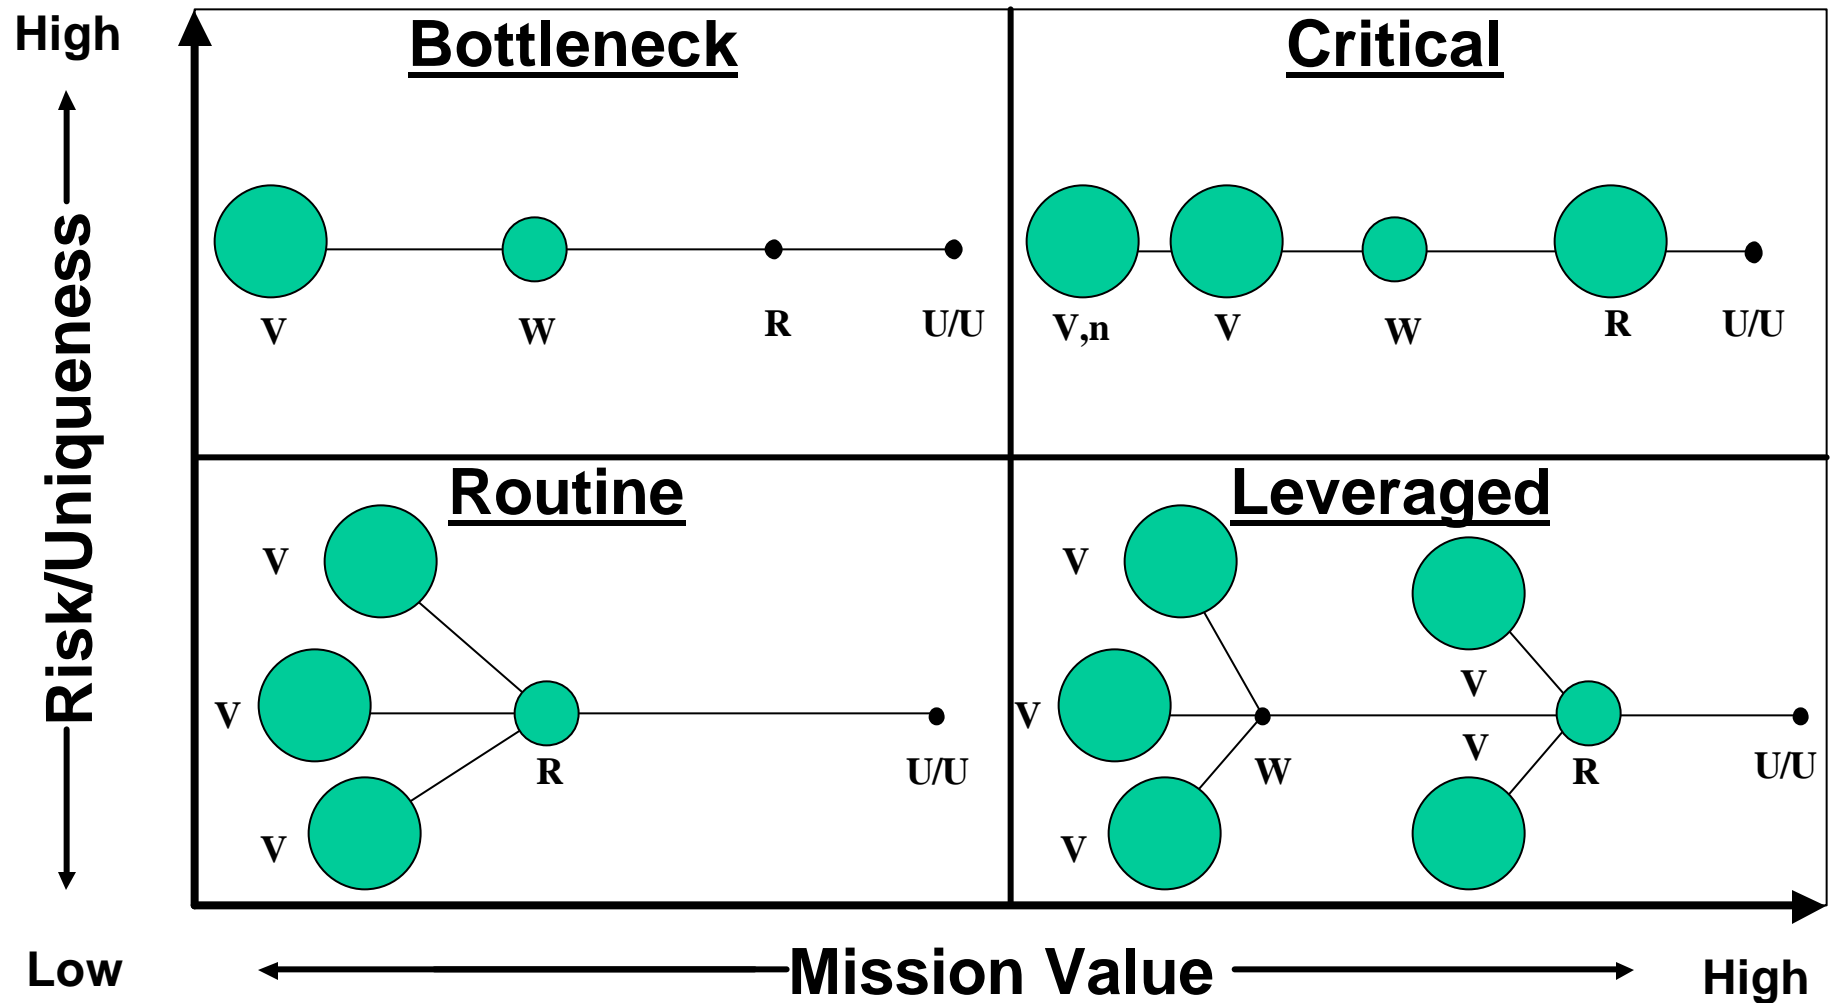 High
Bottleneck
Critical
Risk/Uniqueness
V
W
R
U/U
V,n
V
W
R
U/U
Routine
Leveraged
V
V
V
R
U/U
V
V
V
W
V
V
R
U/U
Low
Mission Value
High